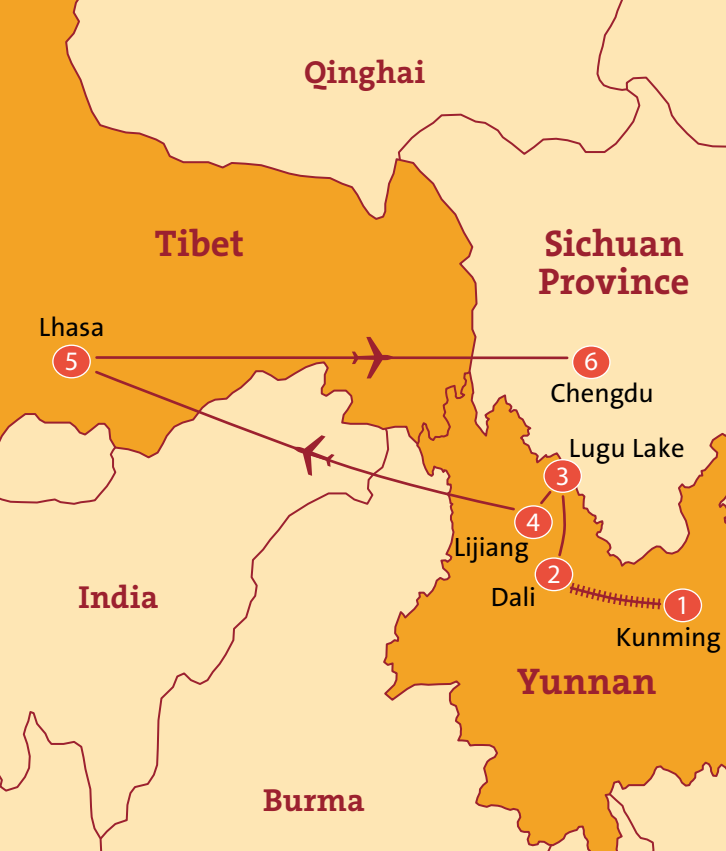 Qinghai
Tibet
Sichuan
Province
Lhasa
5
6
Chengdu
Lugu Lake
3
4
Lijiang
2
Dali
1
Kunming
India
Yunnan
Burma